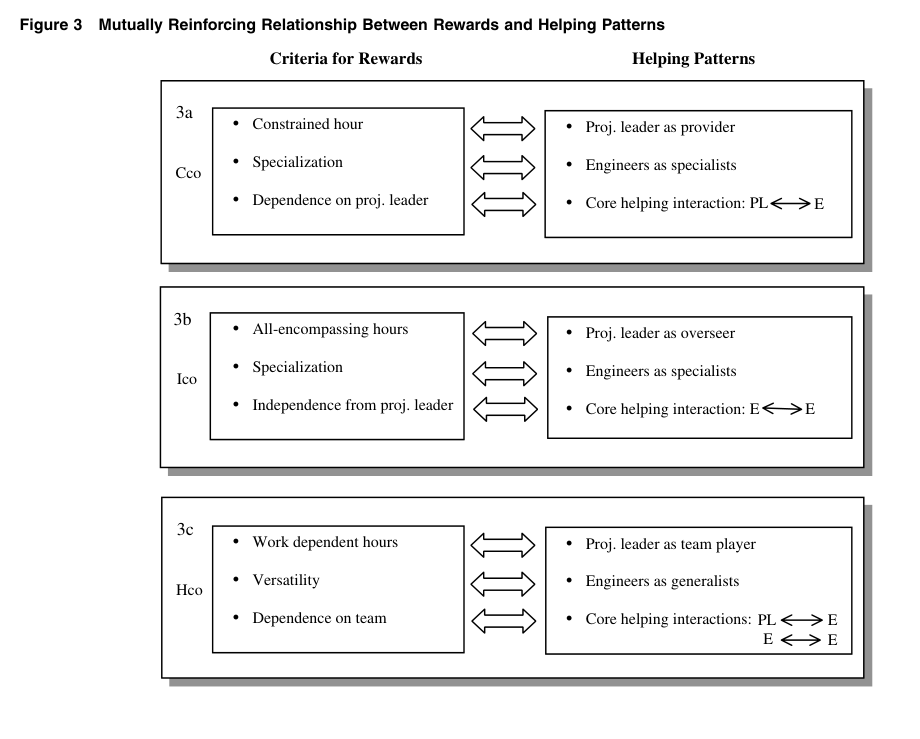 Figure 3 Mutually Reinforcing Relationship Between Rewards and Helping Patterns
Criteria for Rewards
Helping Patterns
3a
Cco
• Constrained hour
• Specialization
• Dependence on proj. leader
• Proj. leader as provider
• Engineers as specialists
• Core helping interaction: PL ⟷ E
3b
Ico
• All-encompassing hours
• Specialization
• Independence from proj. leader
• Proj. leader as overseer
• Engineers as specialists
• Core helping interaction: E ⟷ E
3c
Hco
• Work dependent hours
• Versatility
• Dependence on team
• Proj. leader as team player
• Engineers as generalists
• Core helping interactions: PL ⟷ E
E ⟷ E